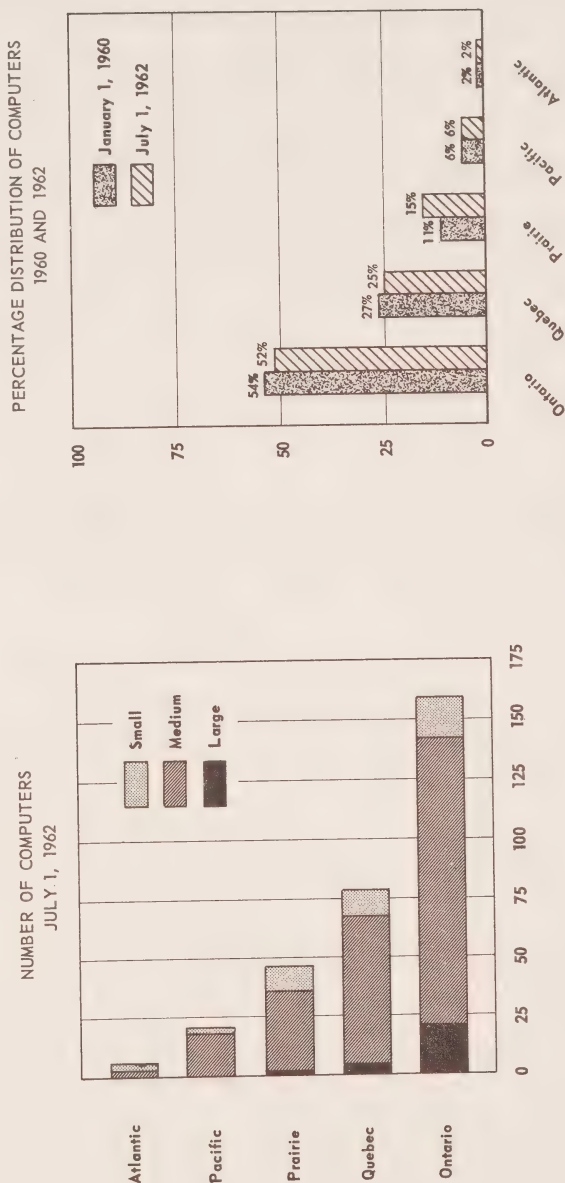 NUMBER OF COMPUTERS
JULY 1, 1962
Small
Medium
Large
Atlantic
Pacific
Prairie
Quebec
Ontario
0
25
50
75
100
125
150
175
PERCENTAGE DISTRIBUTION OF COMPUTERS
1960 AND 1962
January 1, 1960
July 1, 1962
100
75
50
25
0
54%
52%
27%
25%
11%
15%
6%
6%
2%
2%
Ontario
Quebec
Prairie
Pacific
Atlantic